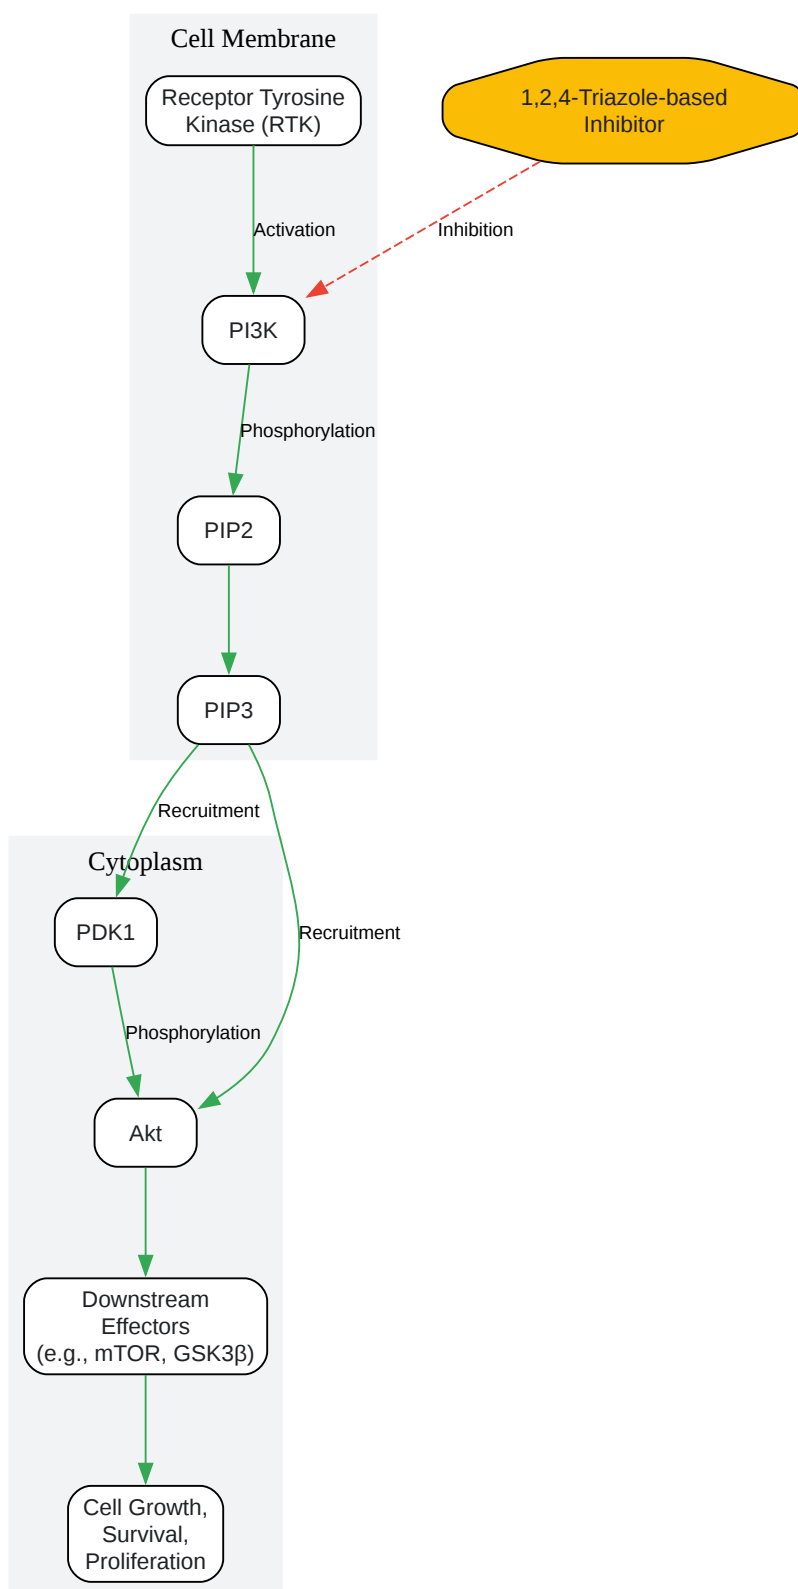 Cell Membrane
Receptor Tyrosine
Kinase (RTK)
1,2,4-Triazole-based
Inhibitor
Activation
Inhibition
PI3K
Phosphorylation
PIP2
PIP3
Recruitment
Cytoplasm
PDK1
Recruitment
Phosphorylation
Akt
Downstream
Effectors
(e.g., mTOR, GSK3β)
Cell Growth,
Survival,
Proliferation